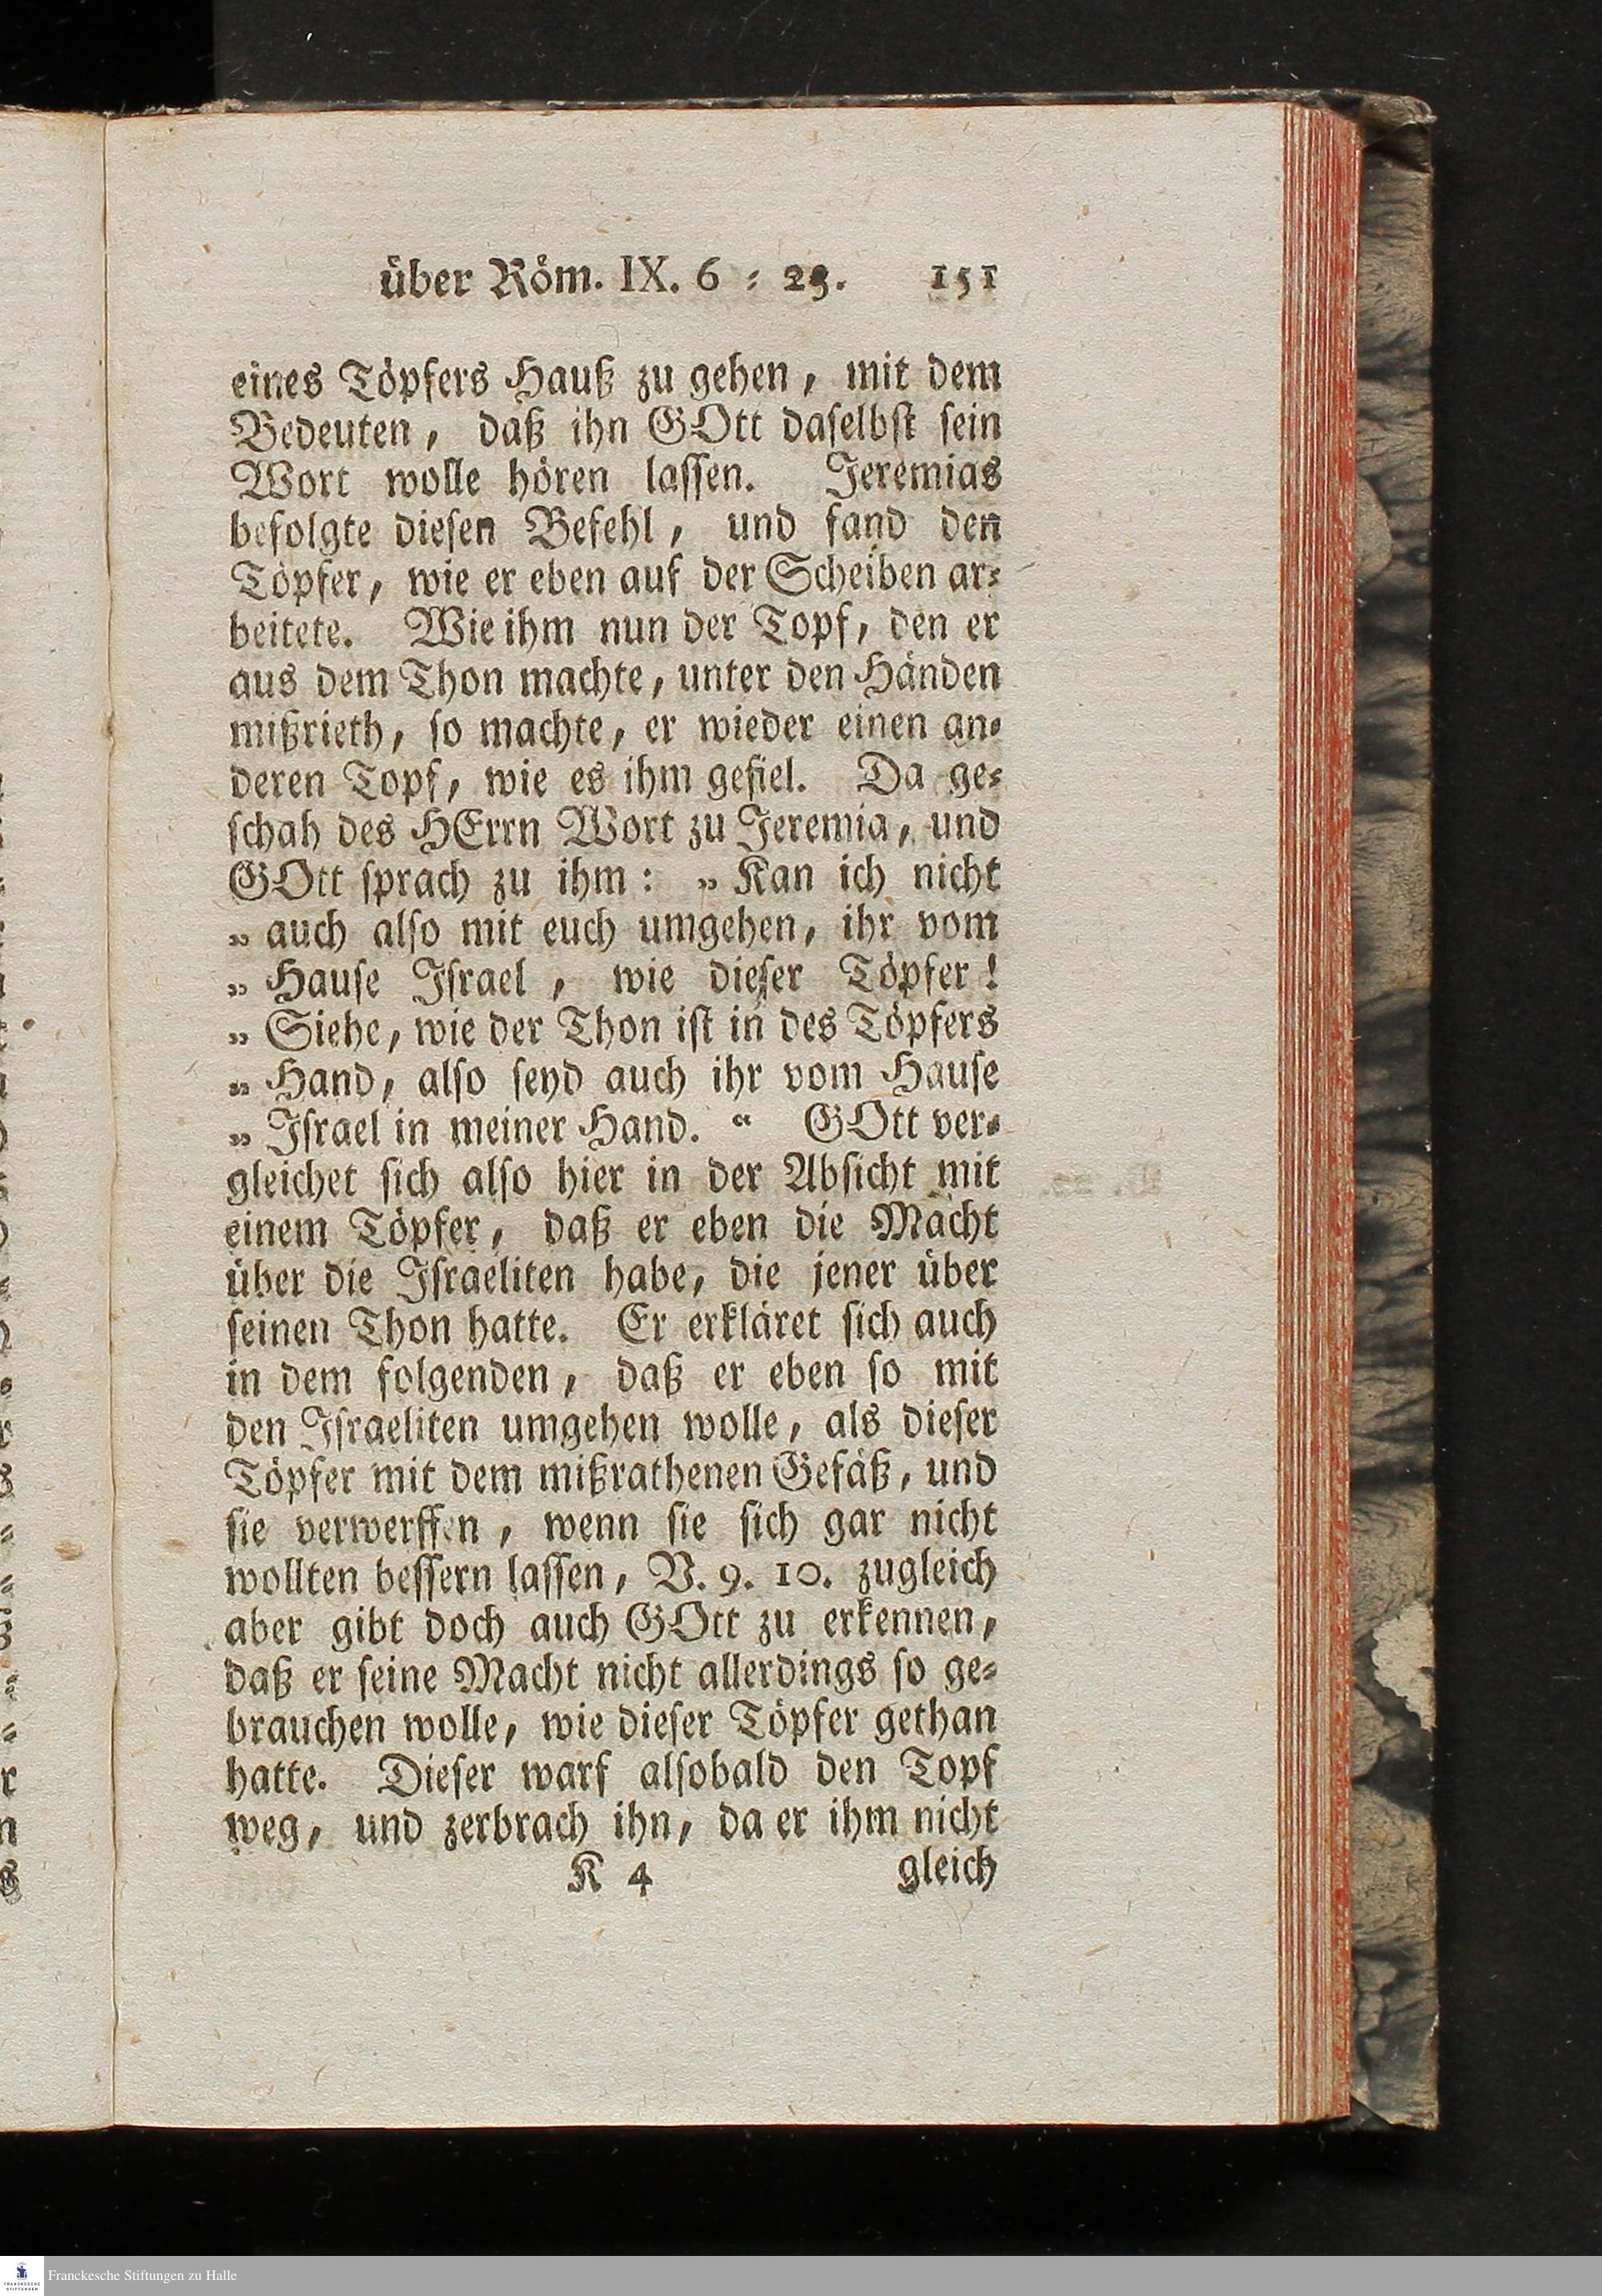 über Röm. IX. 6 = 23. 151
eines Töpfers Hauß zu gehen, mit dem
Bedeuten, daß ihn GOtt daselbst sein
Wort wolle hören lassen. Jeremias
befolgte diesen Befehl, und fand den
Töpfer, wie er eben auf der Scheiben ar=
beitete. Wie ihm nun der Topf, den er
aus dem Thon machte, unter den Händen
mißrieth, so machte, er wieder einen an=
deren Topf, wie es ihm gefiel. Da ge=
schah des HErrn Wort zu Jeremia, und
GOtt sprach zu ihm: „ Kan ich nicht
„ auch also mit euch umgehen, ihr vom
„ Hause Israel, wie dieser Töpfer!
„ Siehe, wie der Thon ist in des Töpfers
„ Hand, also seyd auch ihr vom Hause
„ Israel in meiner Hand. “ GOtt ver=
gleichet sich also hier in der Absicht mit
einem Töpfer, daß er eben die Macht
über die Israeliten habe, die jener über
seinen Thon hatte. Er erkläret sich auch
in dem folgenden, daß er eben so mit
den Israeliten umgehen wolle, als dieser
Töpfer mit dem mißrathenen Gefäß, und
sie verwerffen, wenn sie sich gar nicht
wollten bessern lassen, V. 9. 10. zugleich
aber gibt doch auch GOtt zu erkennen,
daß er seine Macht nicht allerdings so ge=
brauchen wolle, wie dieser Töpfer gethan
hatte. Dieser warf alsobald den Topf
weg, und zerbrach ihn, da er ihm nicht
K 4 gleich
FRANCKESCHE STIFTUNGEN
Franckesche Stiftungen zu Halle